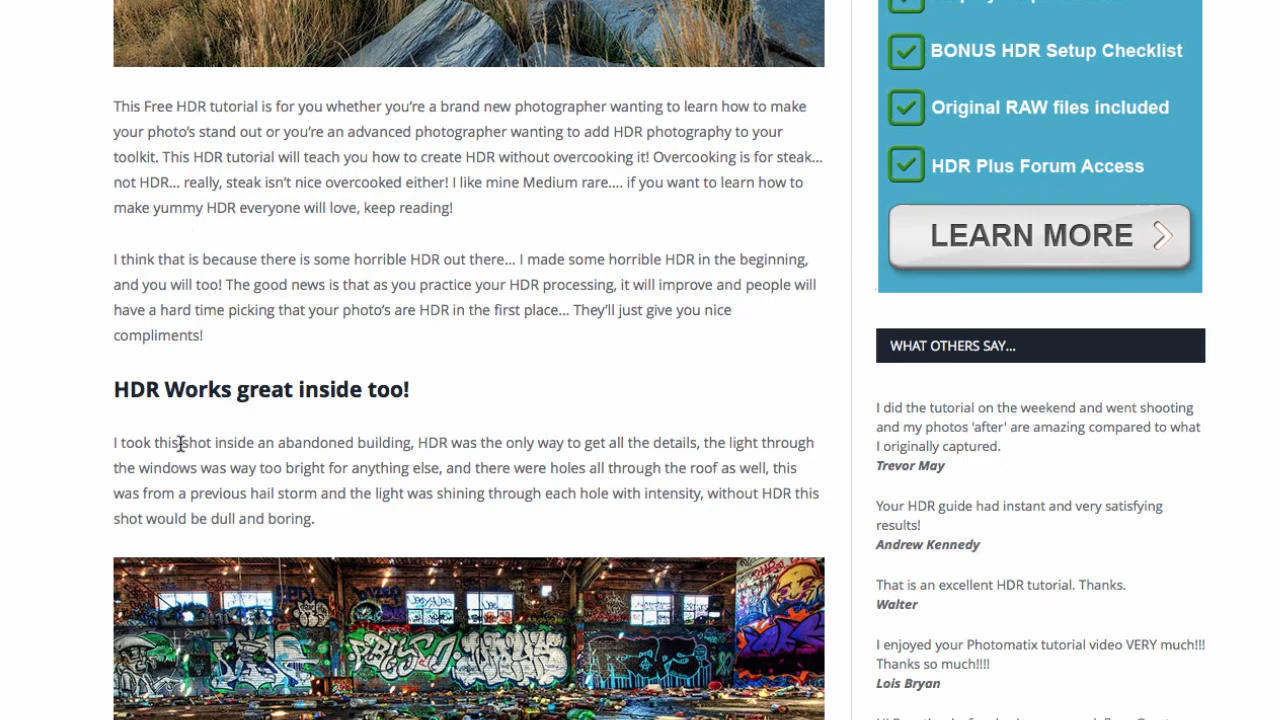 This Free HDR tutorial is for you whether you’re a brand new photographer wanting to learn how to make
your photo’s stand out or you’re an advanced photographer wanting to add HDR photography to your
toolkit. This HDR tutorial will teach you how to create HDR without overcooking it! Overcooking is for steak…
not HDR… really, steak isn’t nice overcooked either! I like mine Medium rare…. if you want to learn how to
make yummy HDR everyone will love, keep reading!
I think that is because there is some horrible HDR out there… I made some horrible HDR in the beginning,
and you will too! The good news is that as you practice your HDR processing, it will improve and people will
have a hard time picking that your photo’s are HDR in the first place… They’ll just give you nice
compliments!
HDR Works great inside too!
I took this shot inside an abandoned building, HDR was the only way to get all the details, the light through
the windows was way too bright for anything else, and there were holes all through the roof as well, this
was from a previous hail storm and the light was shining through each hole with intensity, without HDR this
shot would be dull and boring.
BONUS HDR Setup Checklist
Original RAW files included
HDR Plus Forum Access
LEARN MORE
WHAT OTHERS SAY…
I did the tutorial on the weekend and went shooting
and my photos 'after' are amazing compared to what
I originally captured.
Trevor May
Your HDR guide had instant and very satisfying
results!
Andrew Kennedy
That is an excellent HDR tutorial. Thanks.
Walter
I enjoyed your Photomatix tutorial video VERY much!!!
Thanks so much!!!!
Lois Bryan